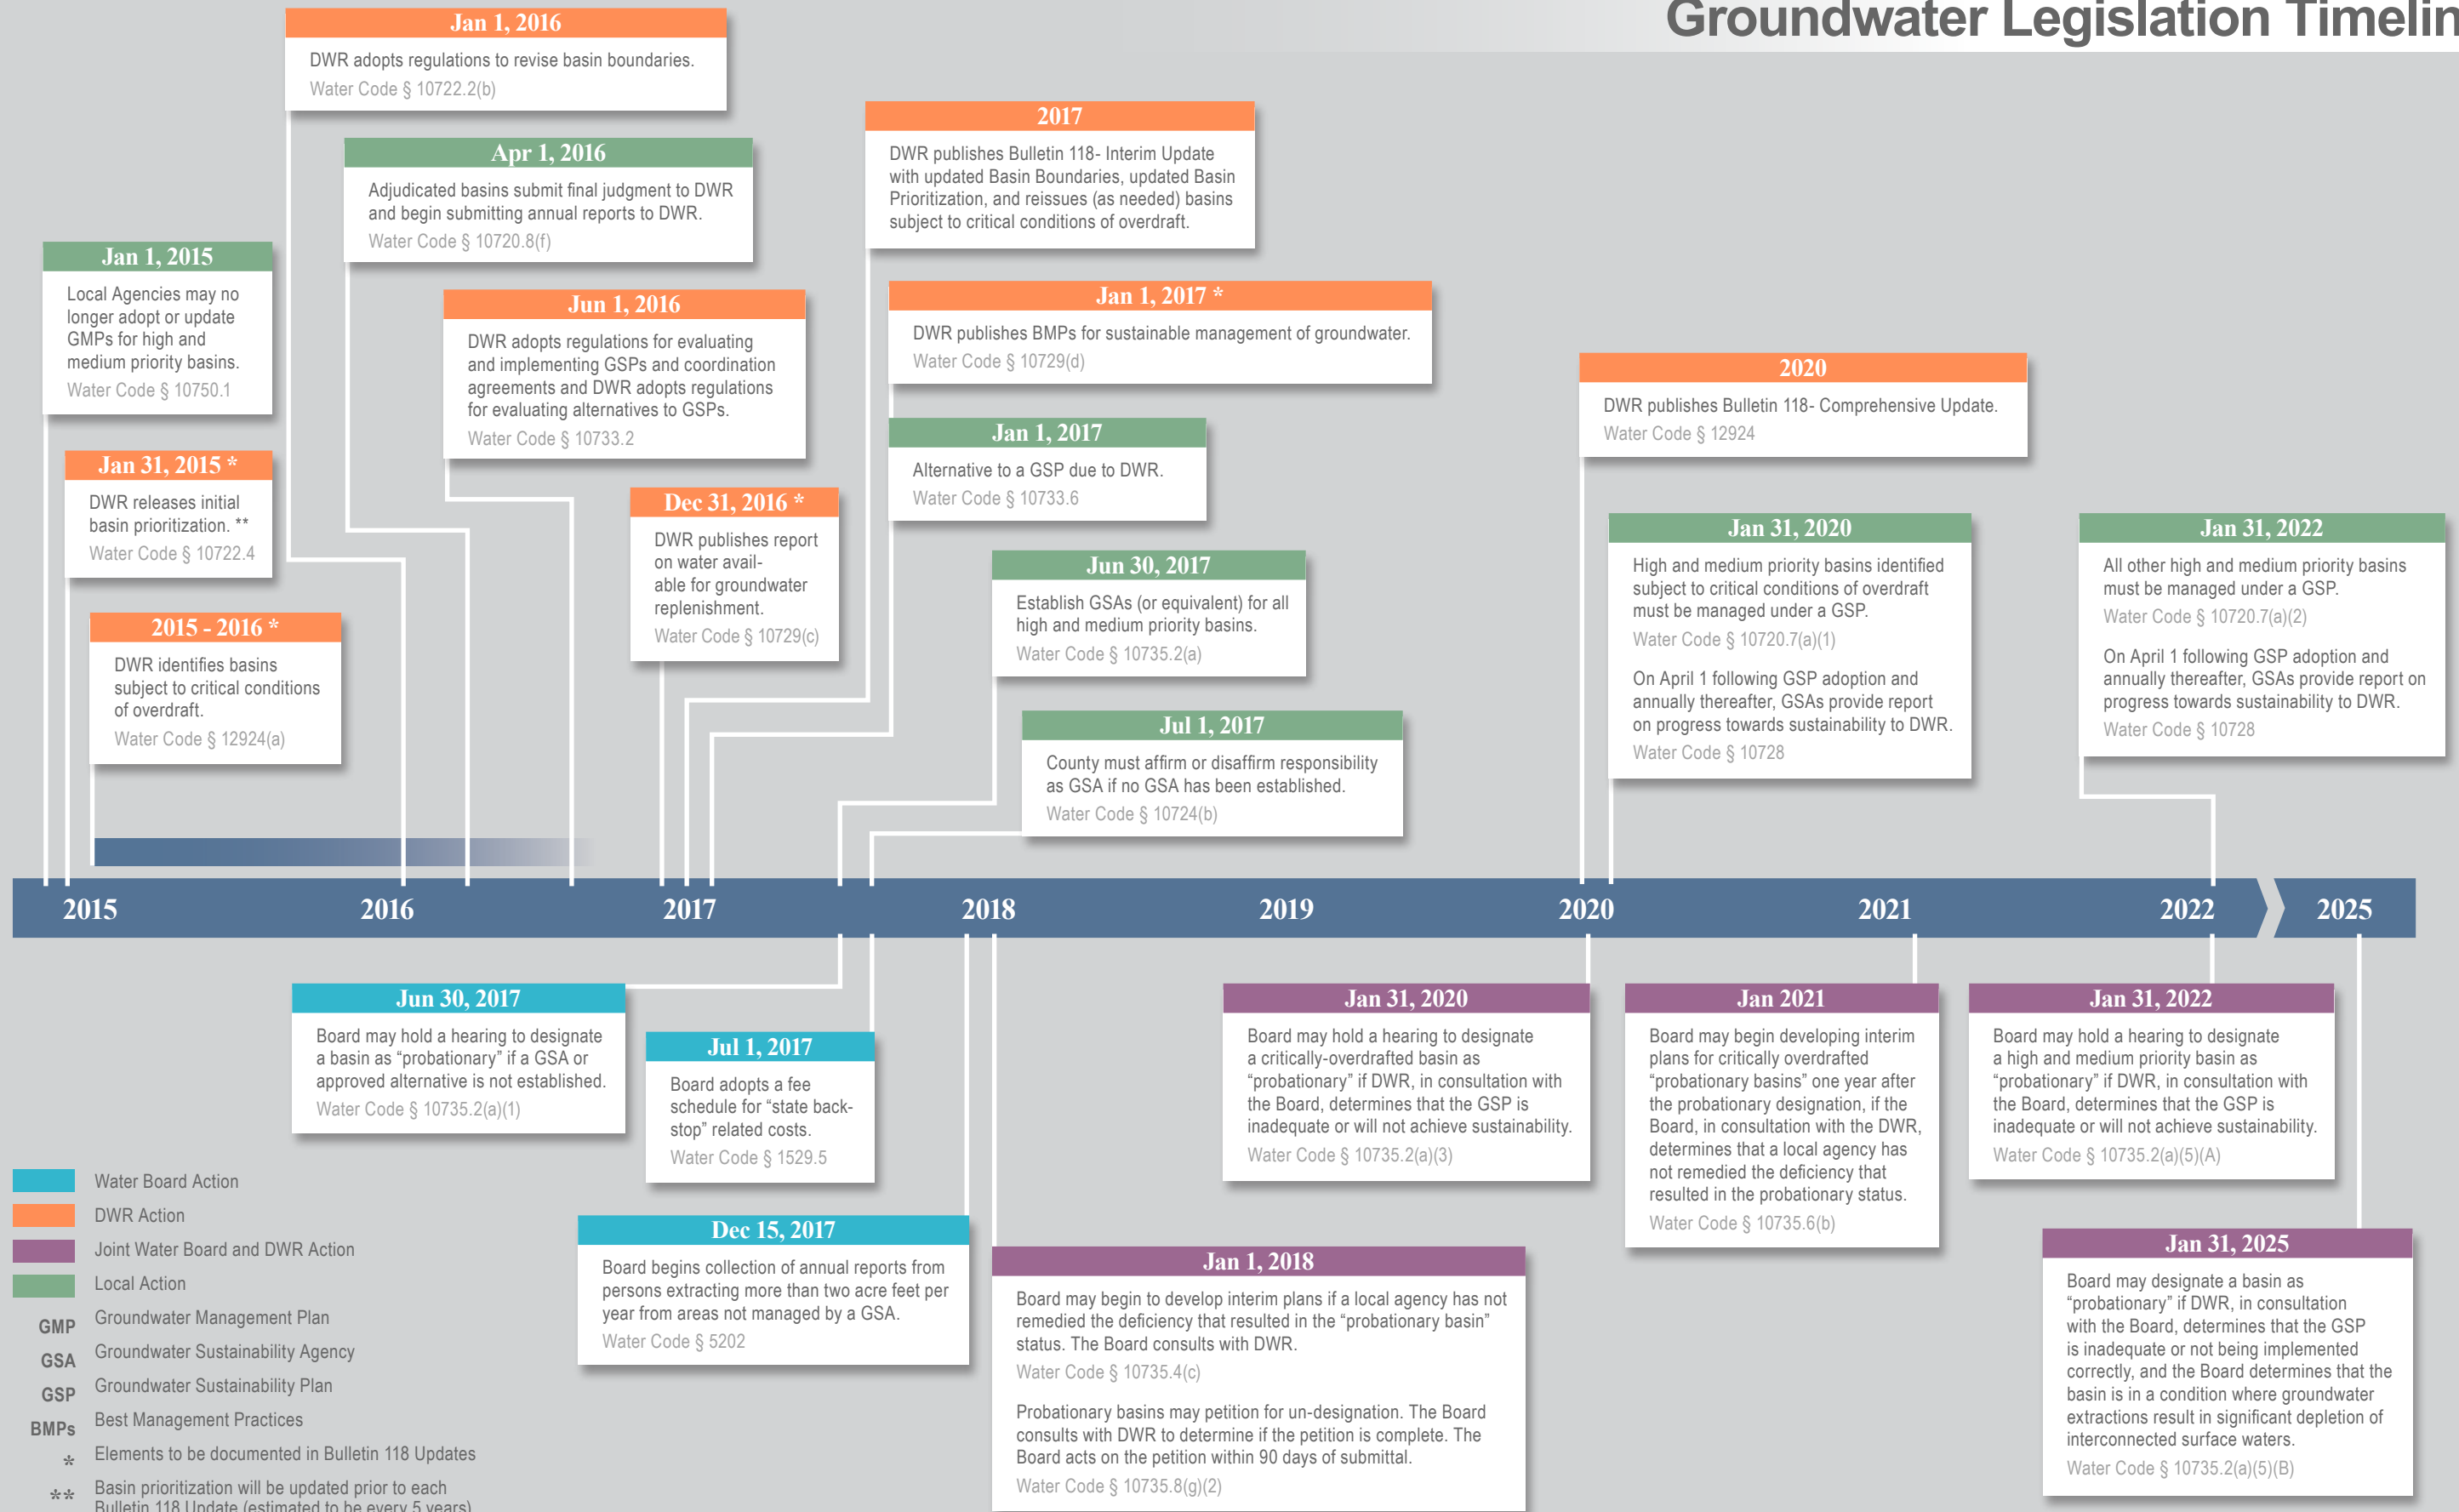 Groundwater Legislation Timelin
Jan 1, 2016
DWR adopts regulations to revise basin boundaries.
Water Code § 10722.2(b)
Apr 1, 2016
Adjudicated basins submit final judgment to DWR
and begin submitting annual reports to DWR.
Water Code § 10720.8(f)
2017
DWR publishes Bulletin 118- Interim Update
with updated Basin Boundaries, updated Basin
Prioritization, and reissues (as needed) basins
subject to critical conditions of overdraft.
Jan 1, 2015
Local Agencies may no
longer adopt or update
GMPs for high and
medium priority basins.
Water Code § 10750.1
Jun 1, 2016
DWR adopts regulations for evaluating
and implementing GSPs and coordination
agreements and DWR adopts regulations
for evaluating alternatives to GSPs.
Water Code § 10733.2
Jan 1, 2017 *
DWR publishes BMPs for sustainable management of groundwater.
Water Code § 10729(d)
2020
DWR publishes Bulletin 118- Comprehensive Update.
Water Code § 12924
Jan 1, 2017
Alternative to a GSP due to DWR.
Water Code § 10733.6
Jan 31, 2015 *
DWR releases initial
basin prioritization. **
Water Code § 10722.4
Dec 31, 2016 *
DWR publishes report
on water avail-
able for groundwater
replenishment.
Water Code § 10729(c)
Jun 30, 2017
Establish GSAs (or equivalent) for all
high and medium priority basins.
Water Code § 10735.2(a)
Jan 31, 2020
High and medium priority basins identified
subject to critical conditions of overdraft
must be managed under a GSP.
Water Code § 10720.7(a)(1)
On April 1 following GSP adoption and
annually thereafter, GSAs provide report
on progress towards sustainability to DWR.
Water Code § 10728
Jan 31, 2022
All other high and medium priority basins
must be managed under a GSP.
Water Code § 10720.7(a)(2)
On April 1 following GSP adoption and
annually thereafter, GSAs provide report on
progress towards sustainability to DWR.
Water Code § 10728
2015 - 2016 *
DWR identifies basins
subject to critical conditions
of overdraft.
Water Code § 12924(a)
Jul 1, 2017
County must affirm or disaffirm responsibility
as GSA if no GSA has been established.
Water Code § 10724(b)
2015
2016
2017
2018
2019
2020
2021
2022
2025
Jun 30, 2017
Board may hold a hearing to designate
a basin as “probationary” if a GSA or
approved alternative is not established.
Water Code § 10735.2(a)(1)
Jul 1, 2017
Board adopts a fee
schedule for “state back-
stop” related costs.
Water Code § 1529.5
Jan 31, 2020
Board may hold a hearing to designate
a critically-overdrafted basin as
“probationary” if DWR, in consultation with
the Board, determines that the GSP is
inadequate or will not achieve sustainability.
Water Code § 10735.2(a)(3)
Jan 2021
Board may begin developing interim
plans for critically overdrafted
“probationary basins” one year after
the probationary designation, if the
Board, in consultation with the DWR,
determines that a local agency has
not remedied the deficiency that
resulted in the probationary status.
Water Code § 10735.6(b)
Jan 31, 2022
Board may hold a hearing to designate
a high and medium priority basin as
“probationary” if DWR, in consultation with
the Board, determines that the GSP is
inadequate or will not achieve sustainability.
Water Code § 10735.2(a)(5)(A)
Dec 15, 2017
Board begins collection of annual reports from
persons extracting more than two acre feet per
year from areas not managed by a GSA.
Water Code § 5202
Jan 1, 2018
Board may begin to develop interim plans if a local agency has not
remedied the deficiency that resulted in the “probationary basin”
status. The Board consults with DWR.
Water Code § 10735.4(c)
Probationary basins may petition for un-designation. The Board
consults with DWR to determine if the petition is complete. The
Board acts on the petition within 90 days of submittal.
Water Code § 10735.8(g)(2)
Jan 31, 2025
Board may designate a basin as
“probationary” if DWR, in consultation
with the Board, determines that the GSP
is inadequate or not being implemented
correctly, and the Board determines that the
basin is in a condition where groundwater
extractions result in significant depletion of
interconnected surface waters.
Water Code § 10735.2(a)(5)(B)
Water Board Action
DWR Action
Joint Water Board and DWR Action
Local Action
GMP Groundwater Management Plan
GSA Groundwater Sustainability Agency
GSP Groundwater Sustainability Plan
BMPs Best Management Practices
* Elements to be documented in Bulletin 118 Updates
** Basin prioritization will be updated prior to each
Bulletin 118 Update (estimated to be every 5 years)